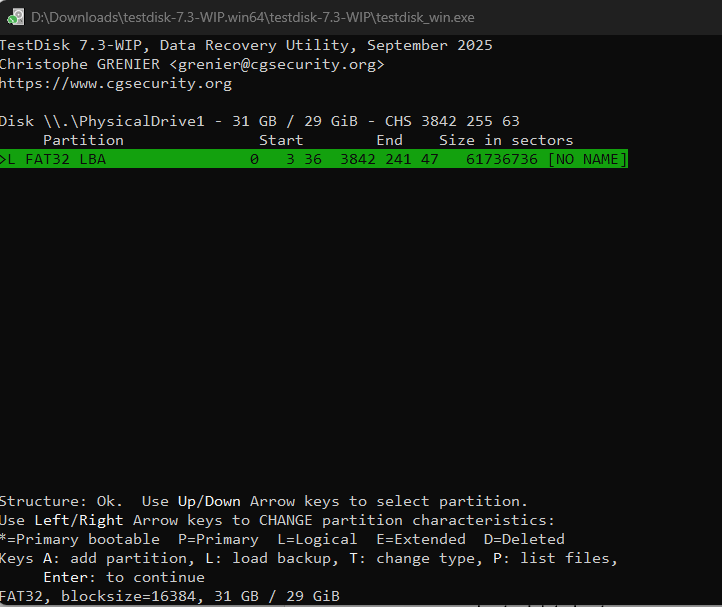 D:\Downloads\testdisk-7.3-WIP.win64\testdisk-7.3-WIP\testdisk_win.exe
TestDisk 7.3-WIP, Data Recovery Utility, September 2025
Christophe GRENIER <grenier@cgsecurity.org>
https://www.cgsecurity.org
Disk \\.\PhysicalDrive1 - 31 GB / 29 GiB - CHS 3842 255 63
Partition Start End Size in sectors
>L FAT32 LBA 0 3 36 3842 241 47 61736736 [NO NAME]
Structure: Ok. Use Up/Down Arrow keys to select partition.
Use Left/Right Arrow keys to CHANGE partition characteristics:
*=Primary bootable P=Primary L=Logical E=Extended D=Deleted
Keys A: add partition, L: load backup, T: change type, P: list files,
Enter: to continue
FAT32, blocksize=16384, 31 GB / 29 GiB